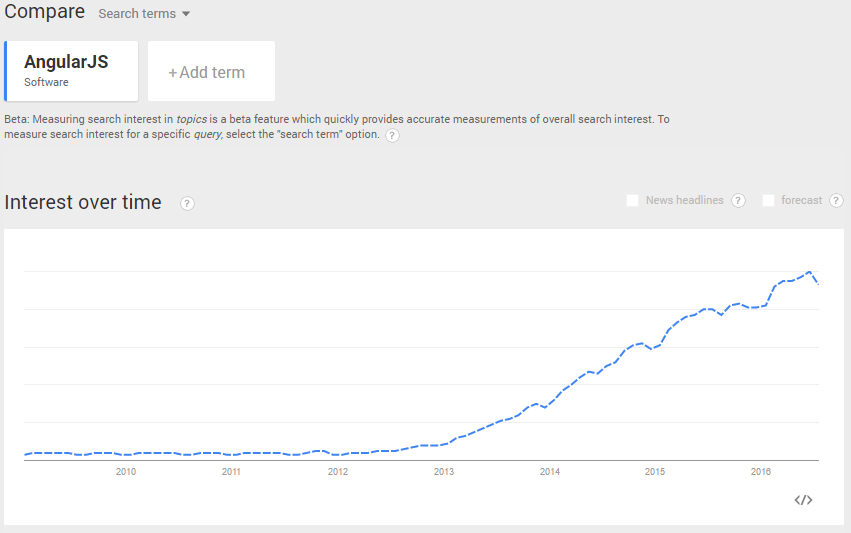 Compare Search terms
AngularJS
Software
+ Add term
Beta: Measuring search interest in topics is a beta feature which quickly provides accurate measurements of overall search interest. To
measure search interest for a specific query, select the "search term" option. ?
Interest over time ?
News headlines ? forecast ?
2010 2011 2012 2013 2014 2015 2016
</>